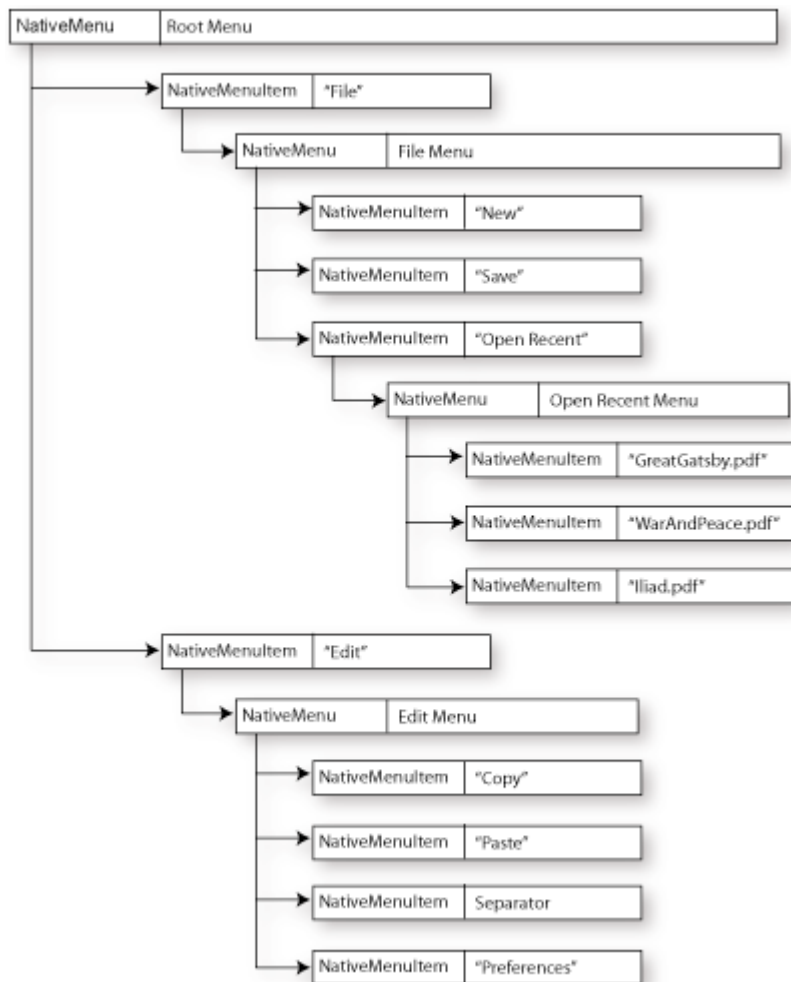 NativeMenu Root Menu
NativeMenuItem "File"
NativeMenu File Menu
NativeMenuItem "New"
NativeMenuItem "Save"
NativeMenuItem "Open Recent"
NativeMenu Open Recent Menu
NativeMenuItem "GreatGatsby.pdf"
NativeMenuItem "WarAndPeace.pdf"
NativeMenuItem "Iliad.pdf"
NativeMenuItem "Edit"
NativeMenu Edit Menu
NativeMenuItem "Copy"
NativeMenuItem "Paste"
NativeMenuItem Separator
NativeMenuItem "Preferences"